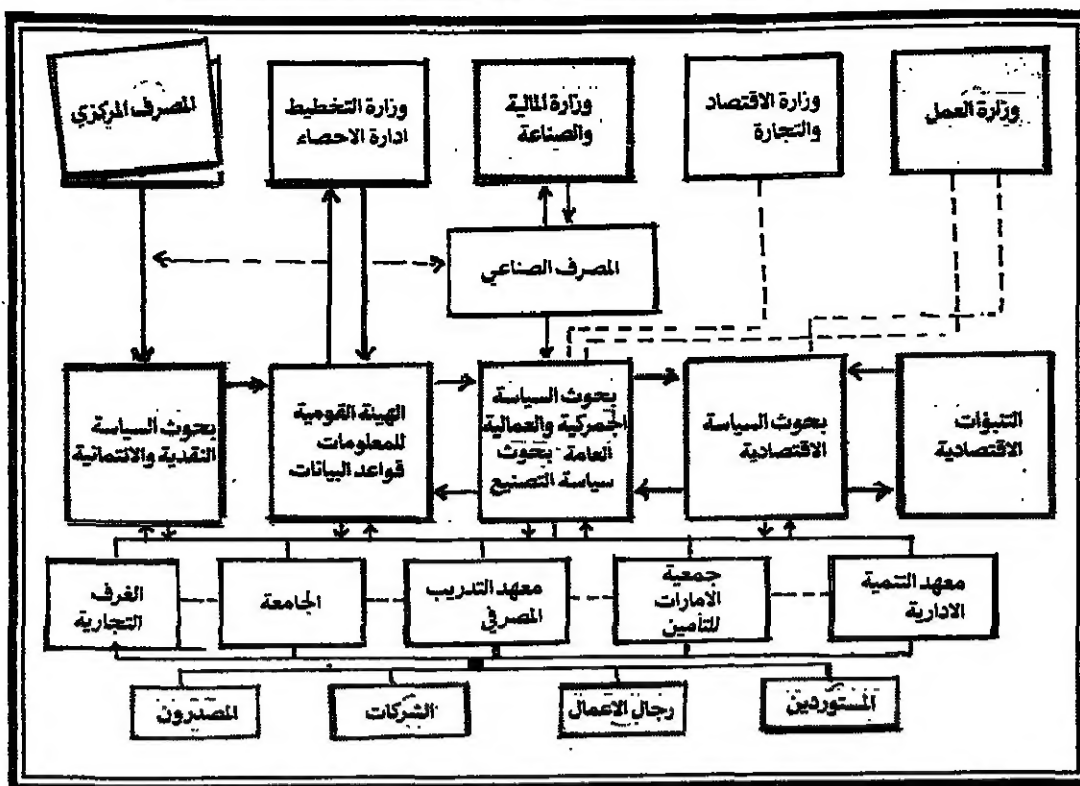 وزارة العمل
وزارة الاقتصاد
والتجارة
وزارة المالية
والصناعة
وزارة التخطيط
ادارة الاحصاء
المصرف المركزي
المصرف الصناعي
التنبؤات
الاقتصادية
بحوث السياسة
الاقتصادية
بحوث السياسة
الجمركية والعمالية
العامة - بحوث
سياسة التصنيع
الهيئة القومية
للمعلومات
قواعد البيانات
بحوث السياسة
النقدية والائتمانية
معهد التنمية
الادارية
جمعية
الامارات
للتأمين
معهد التدريب
المصرفي
الجامعة
الغرف
التجارية
المستوردين
رجال الاعمال
الشركات
المصدرون